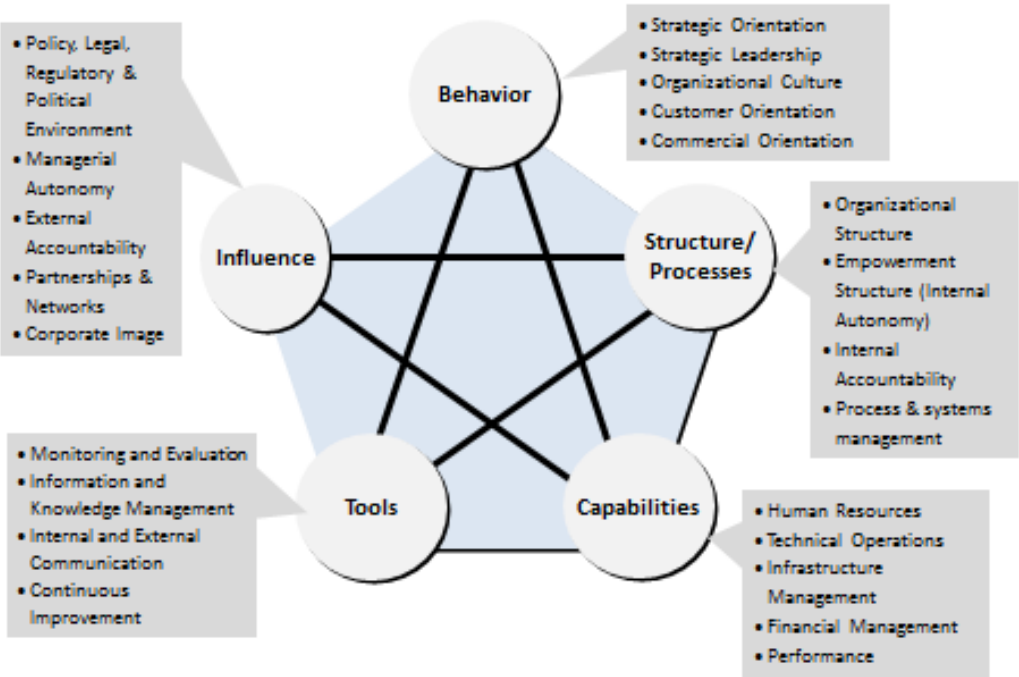 • Policy, Legal,
Regulatory &
Political
Environment
• Managerial
Autonomy
• External
Accountability
• Partnerships &
Networks
• Corporate Image
Behavior
• Strategic Orientation
• Strategic Leadership
• Organizational Culture
• Customer Orientation
• Commercial Orientation
Influence
Structure/
Processes
• Organizational
Structure
• Empowerment
Structure (Internal
Autonomy)
• Internal
Accountability
• Process & systems
management
• Monitoring and Evaluation
• Information and
Knowledge Management
• Internal and External
Communication
• Continuous
Improvement
Tools
Capabilities
• Human Resources
• Technical Operations
• Infrastructure
Management
• Financial Management
• Performance